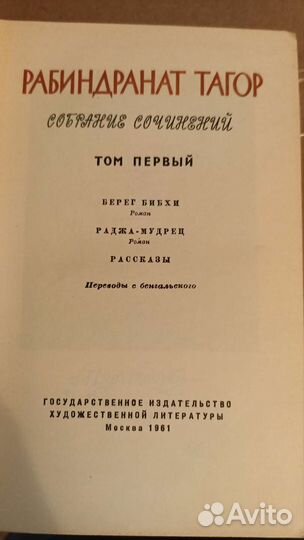 РАБИНДРАНАТ ТАГОР
СОБРАНИЕ СОЧИНЕНИЙ
ТОМ ПЕРВЫЙ
БЕРЕГ БИБХИ
Роман
РАДЖА-МУДРЕЦ
Роман
РАССКАЗЫ
Переводы с бенгальского
ГОСУДАРСТВЕННОЕ ИЗДАТЕЛЬСТВО
ХУДОЖЕСТВЕННОЙ ЛИТЕРАТУРЫ
Москва 1961
Avito